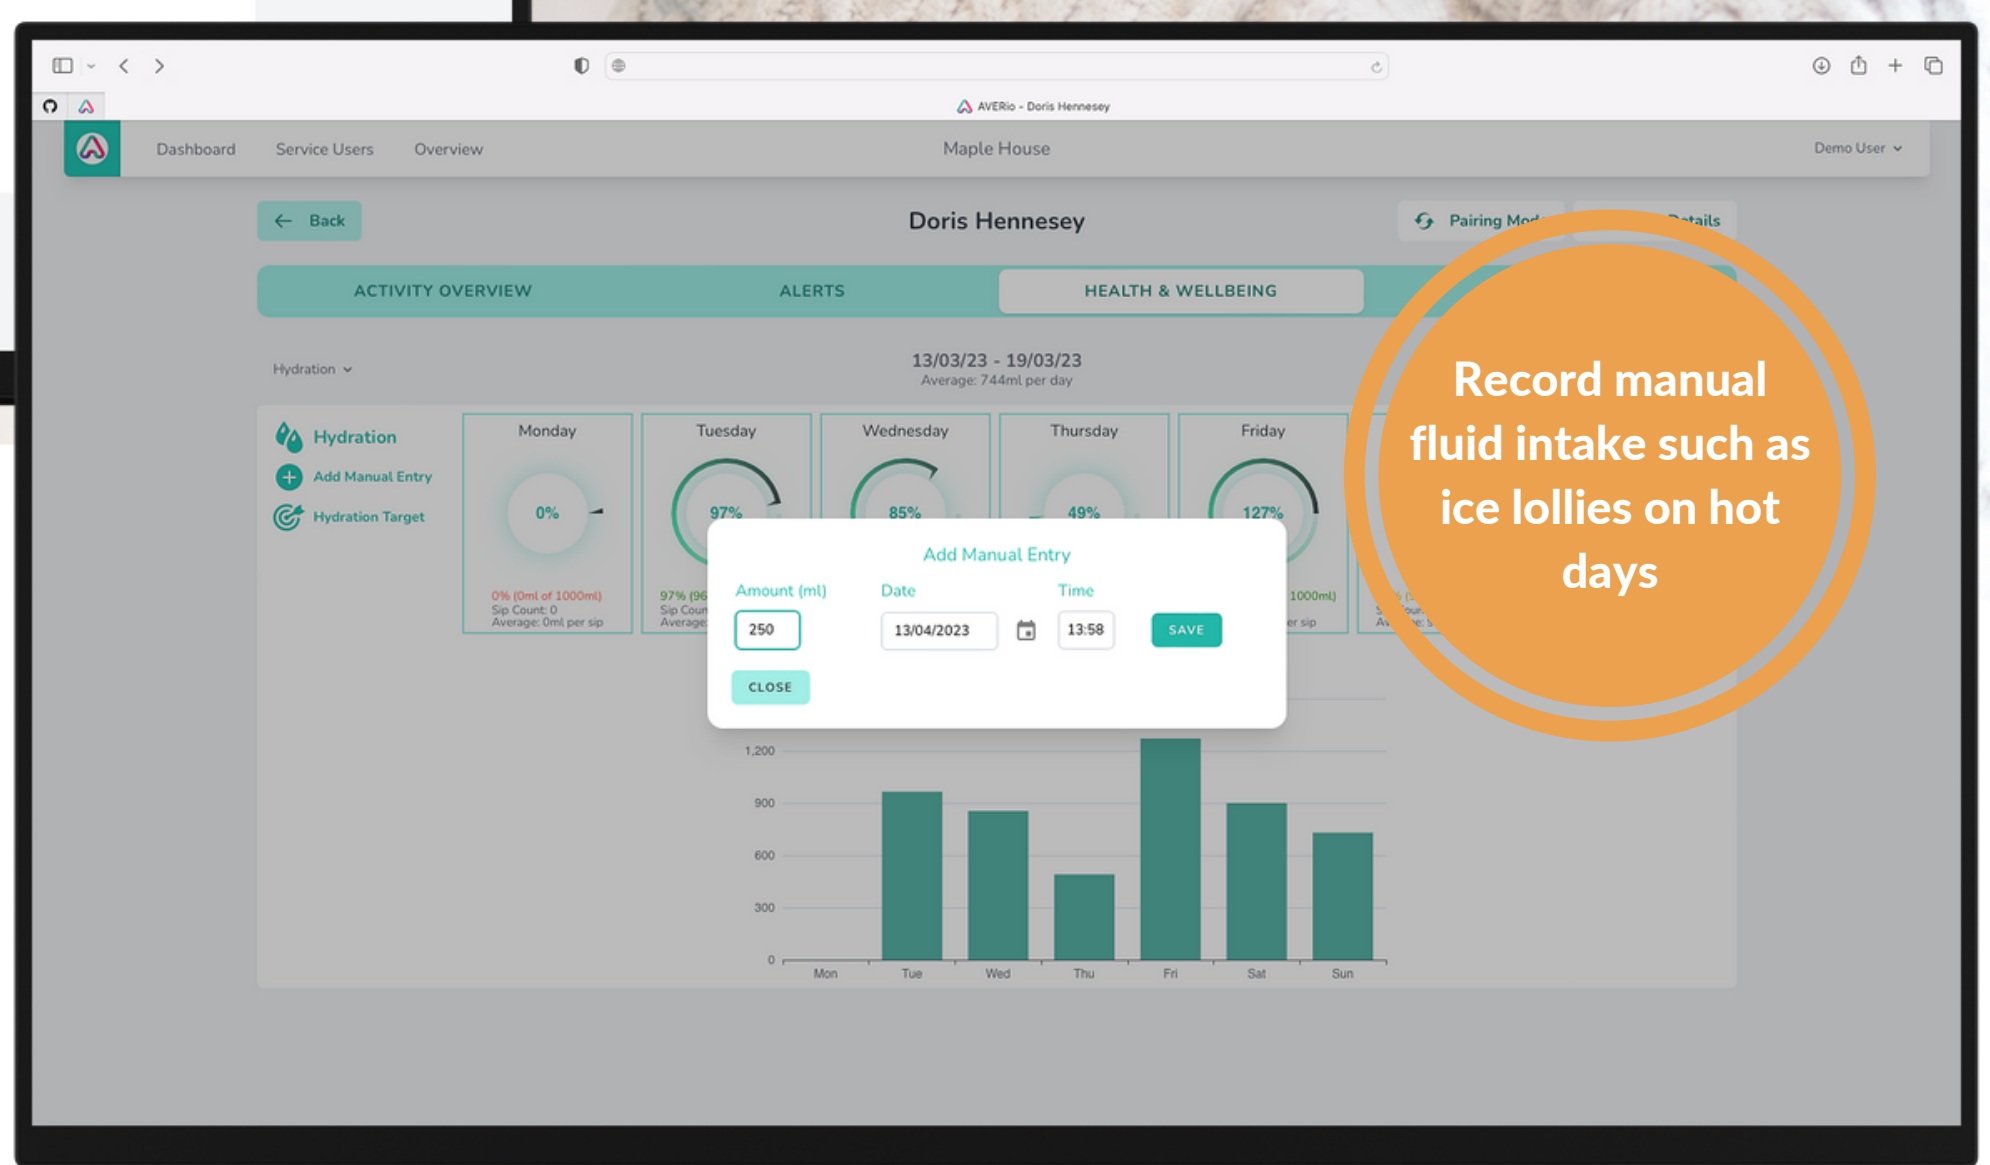 AVERio - Doris Hennesey
Dashboard Service Users Overview Maple House Demo User
Back Doris Hennesey Pairing Details
ACTIVITY OVERVIEW ALERTS HEALTH & WELLBEING
Hydration 13/03/23 - 19/03/23
Average: 744ml per day
Record manual
fluid intake such as
ice lollies on hot
days
Hydration
Add Manual Entry
Hydration Target
Monday Tuesday Wednesday Thursday Friday
0% 97% 85% 49% 127%
0% (0ml of 1000ml) 97% 1000ml)
Sip Count: 0 Sip
Average: 0ml per sip Average: per sip
Add Manual Entry
Amount (ml) Date Time
250 13/04/2023 13:58 SAVE
CLOSE
1,200
900
600
300
0
Mon Tue Wed Thu Fri Sat Sun